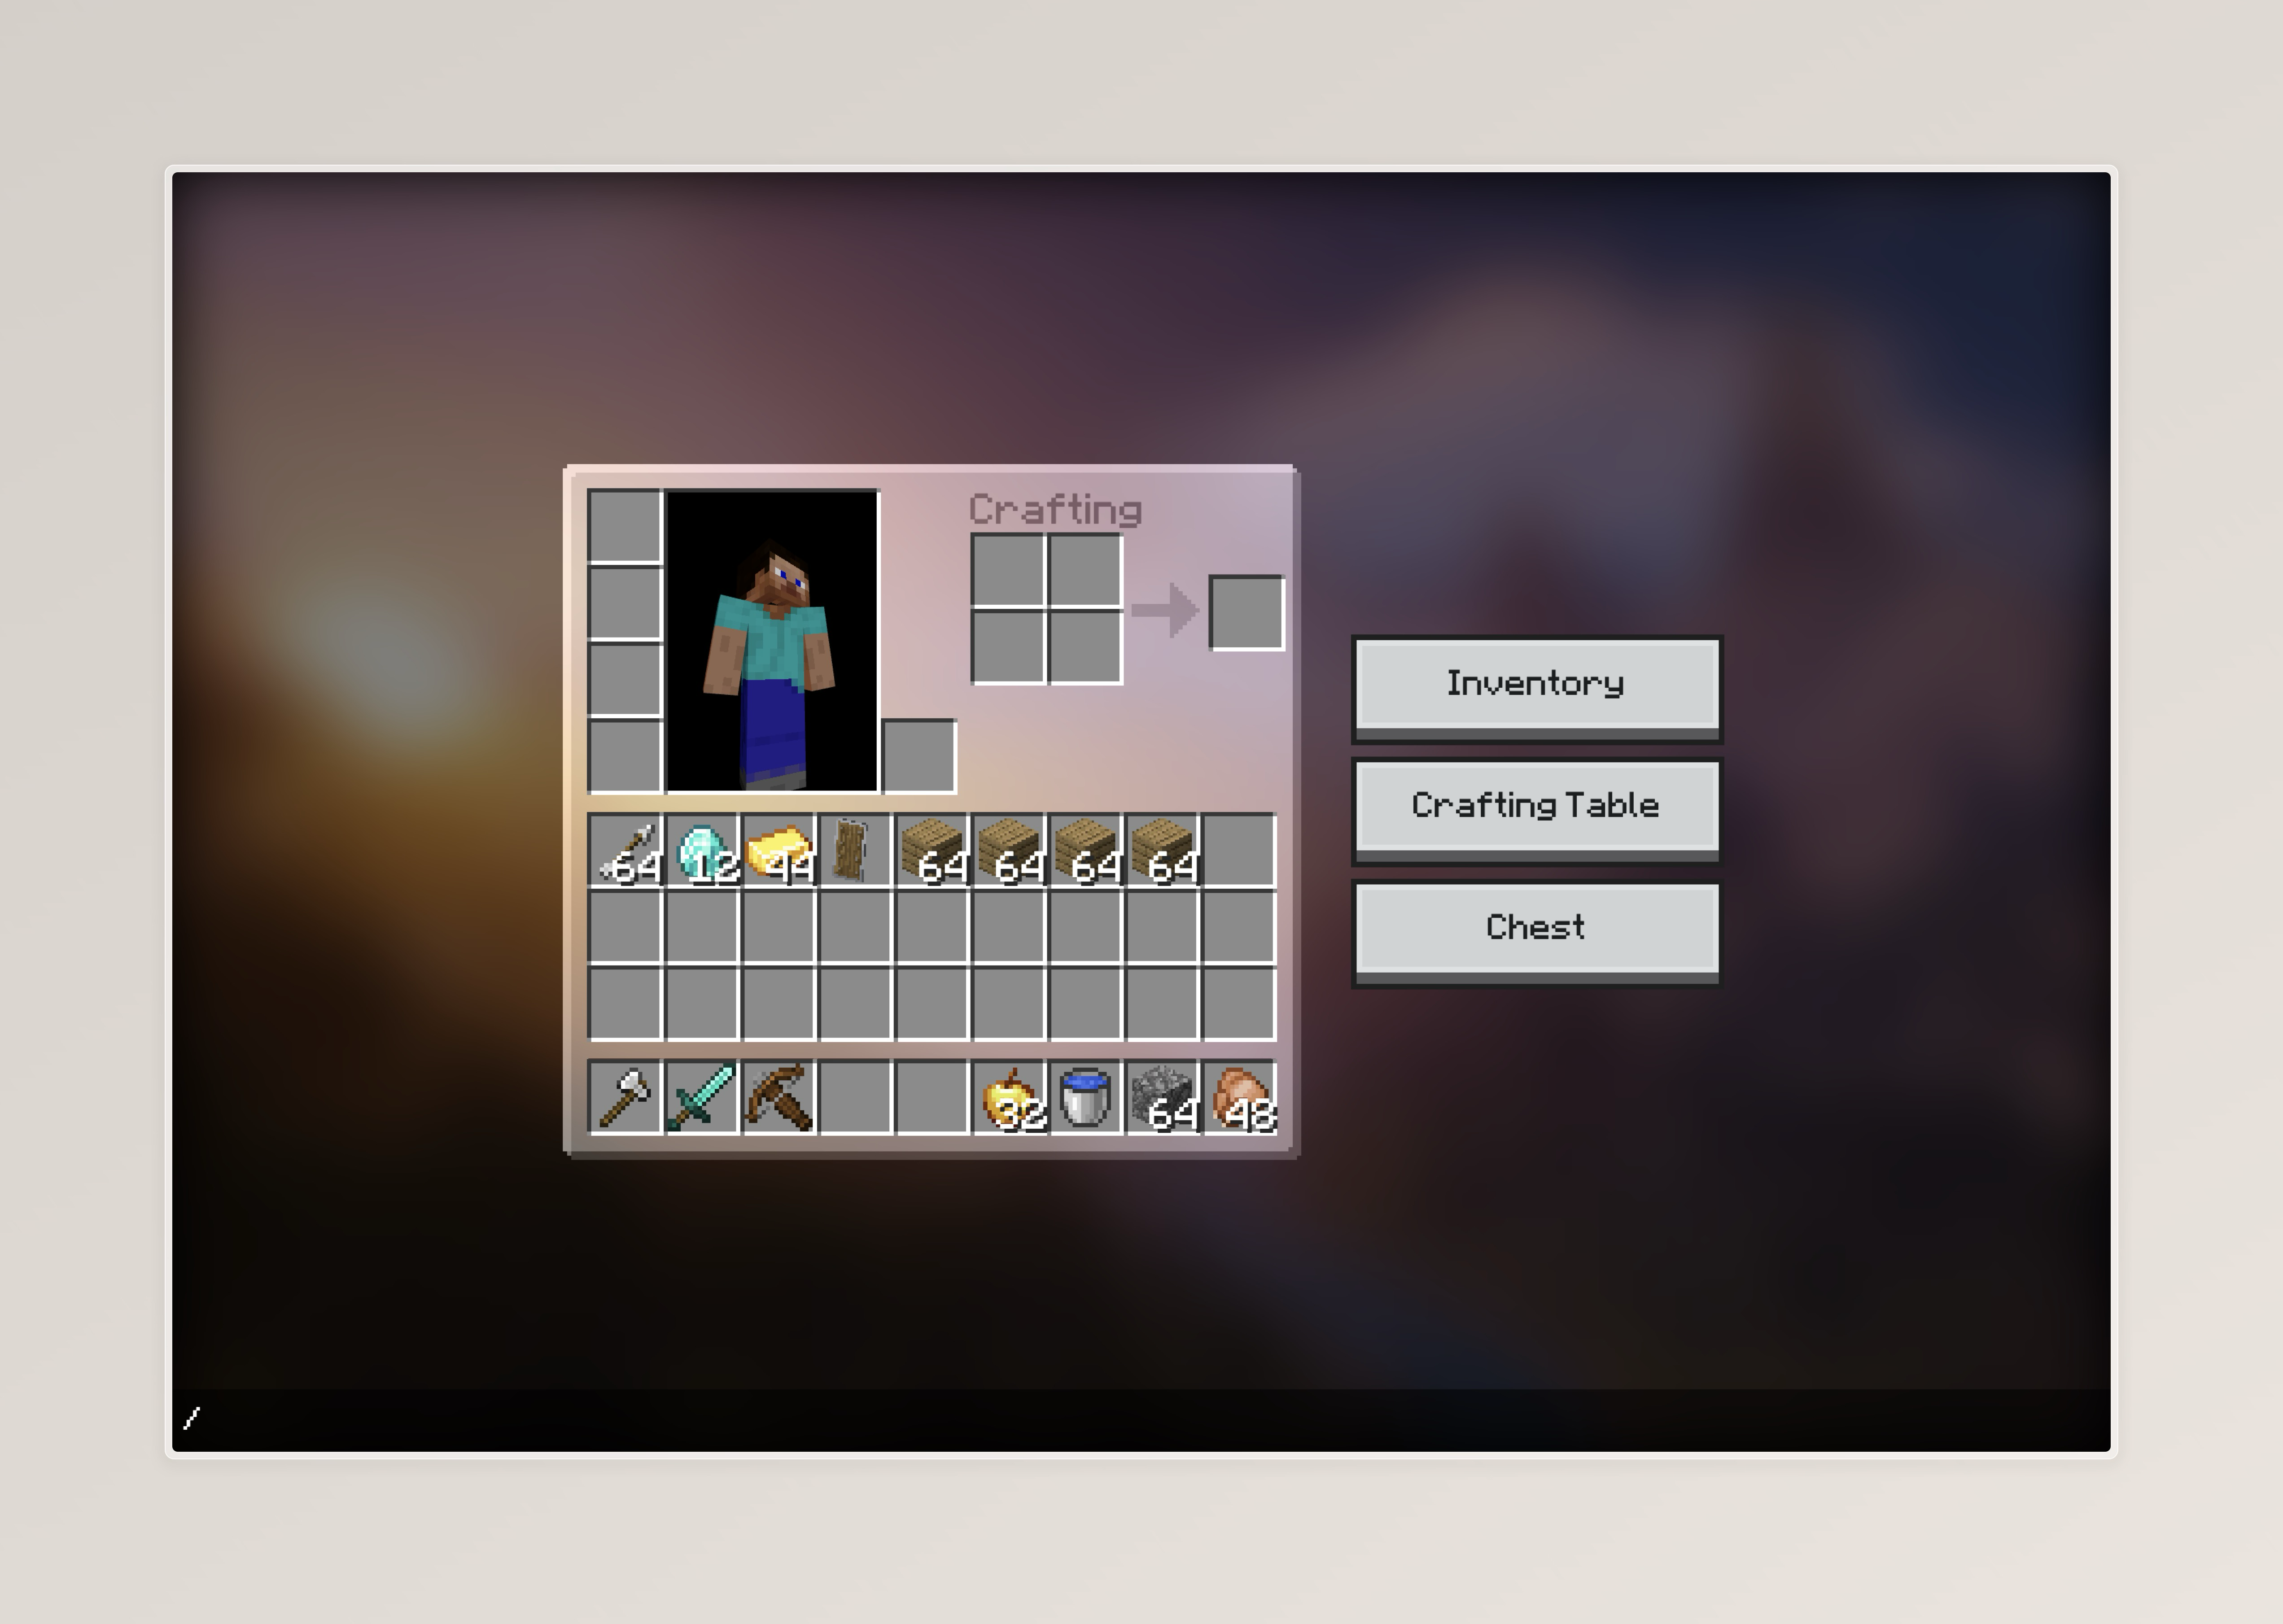 Crafting
Inventory
Crafting Table
Chest
64 12 44 64 64 64 64
32 64 48
/